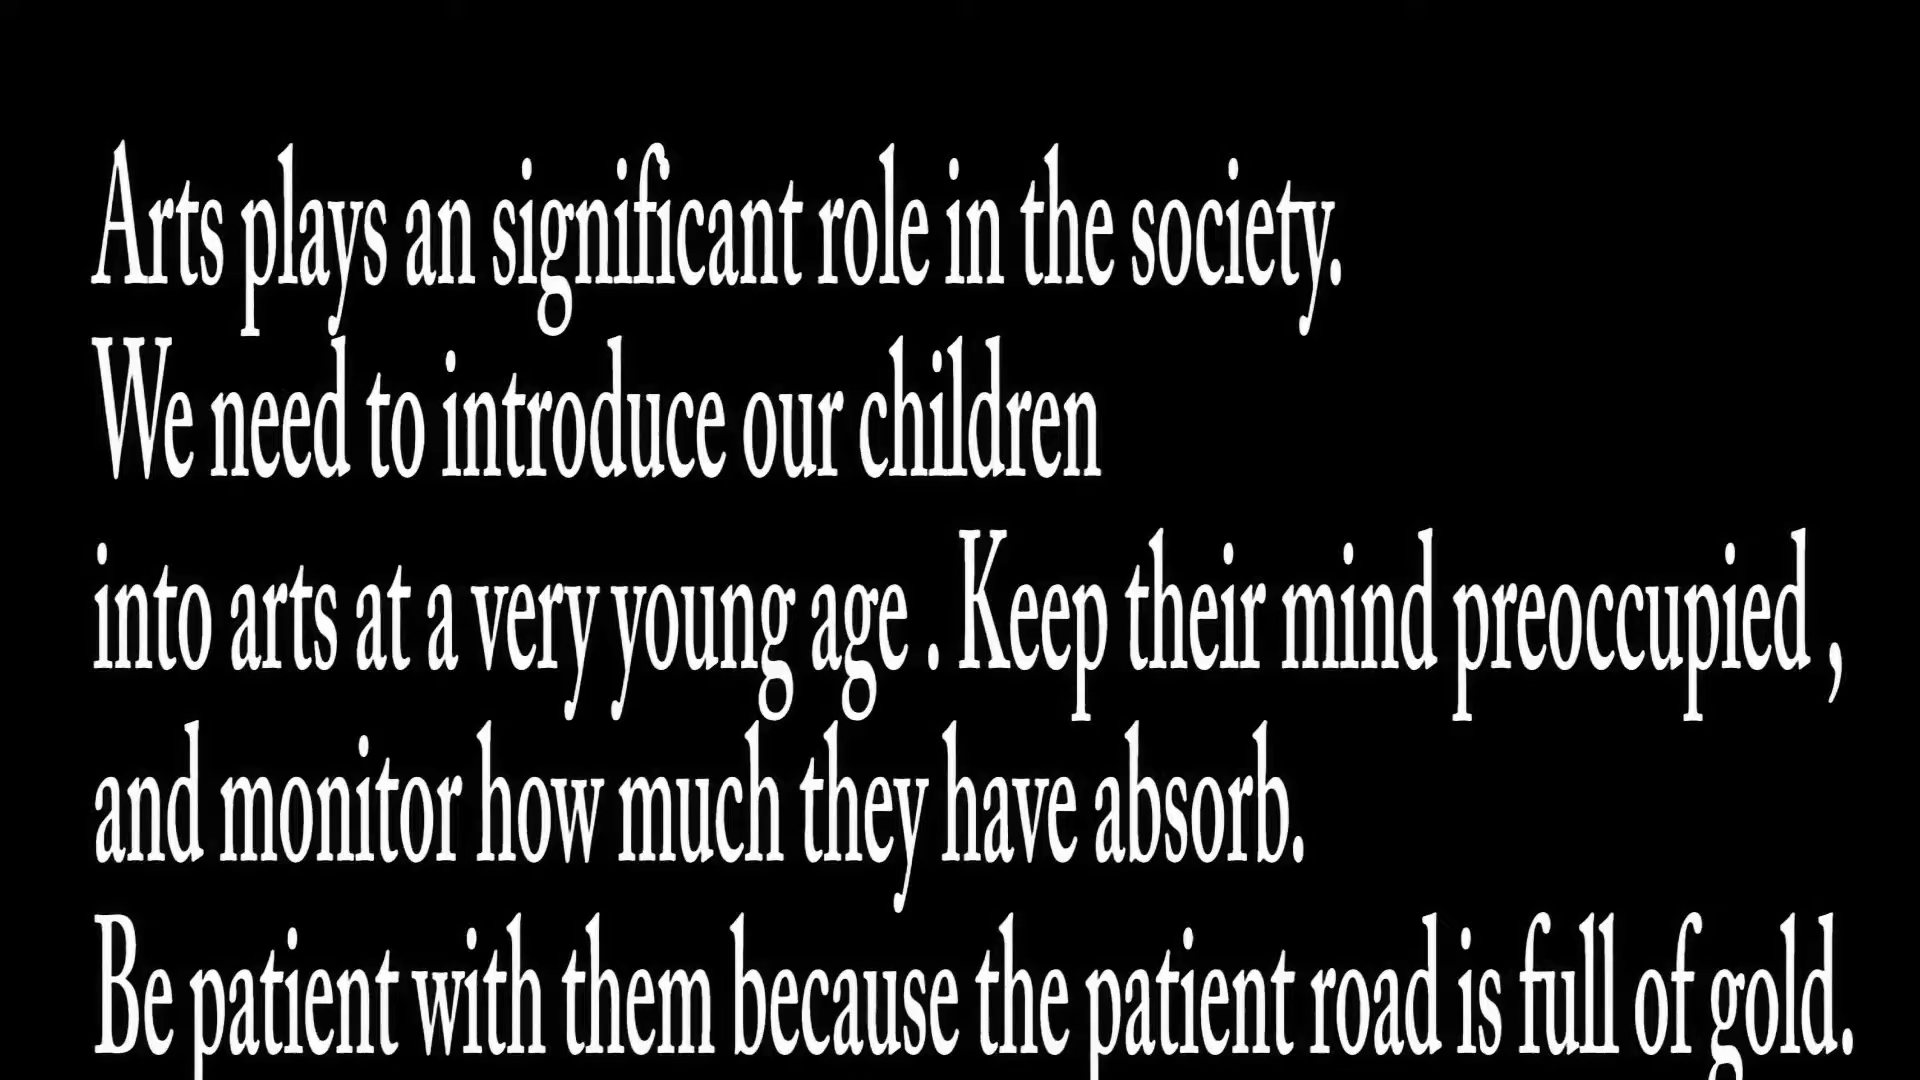 Arts plays an significant role in the society.
We need to introduce our children
into arts at a very young age . Keep their mind preoccupied ,
and monitor how much they have absorb.
Be patient with them because the patient road is full of gold.